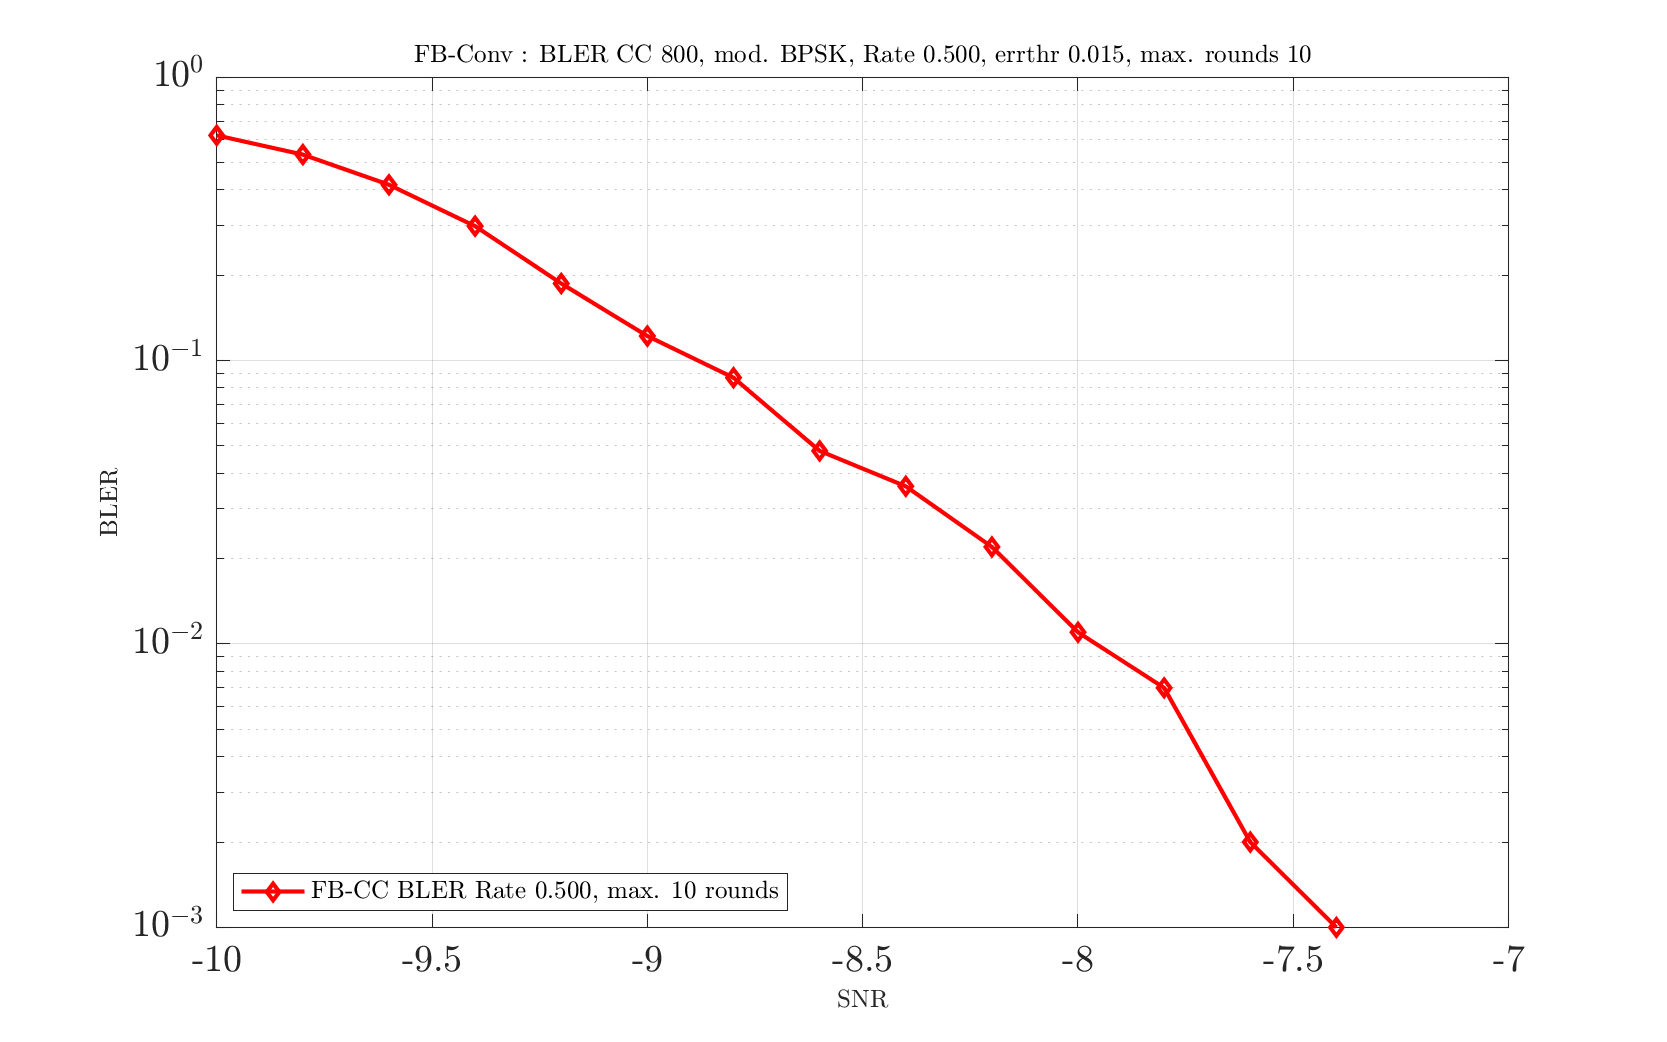 FB-Conv : BLER CC 800, mod. BPSK, Rate 0.500, errthr 0.015, max. rounds 10
10^0
10^-1
10^-2
10^-3
BLER
FB-CC BLER Rate 0.500, max. 10 rounds
-10 -9.5 -9 -8.5 -8 -7.5 -7
SNR